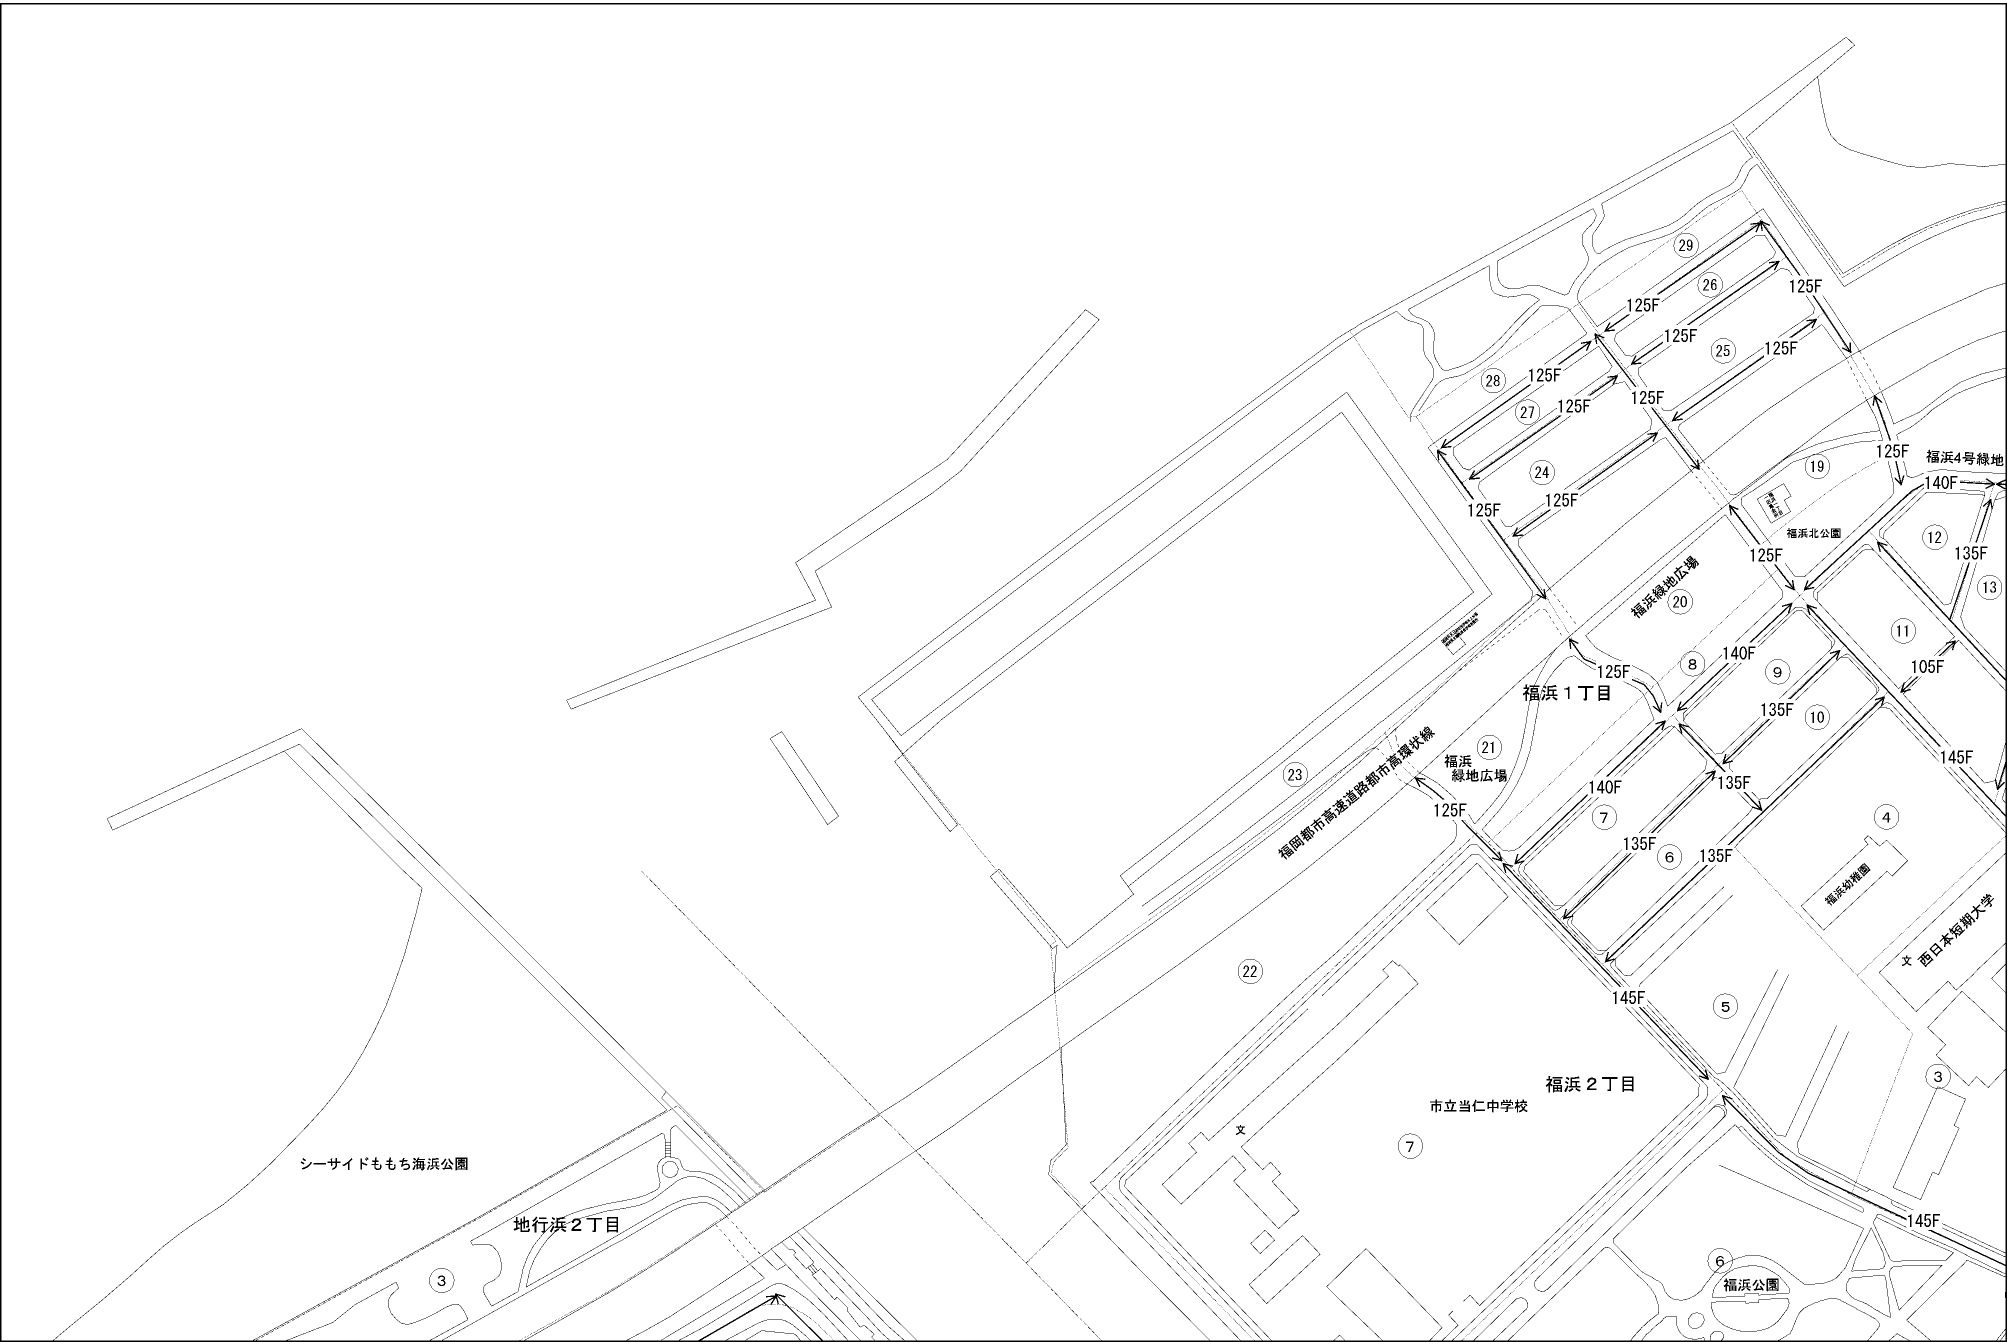 29
26
125F
125F
125F
125F
25
125F
28
125F
27
125F
125F
24
125F
125F
19
125F
福浜4号緑地
140F
福浜北公園
12
135F
13
125F
福浜緑地広場
20
11
105F
8
140F
9
125F
福浜１丁目
135F
10
21
福浜
緑地広場
福岡都市高速道路都市高環状線
23
145F
140F
135F
125F
7
135F
6
135F
4
福浜幼稚園
西日本短期大学
文
22
145F
5
3
福浜２丁目
市立当仁中学校
文
7
145F
6
福浜公園
シーサイドももち海浜公園
地行浜２丁目
3